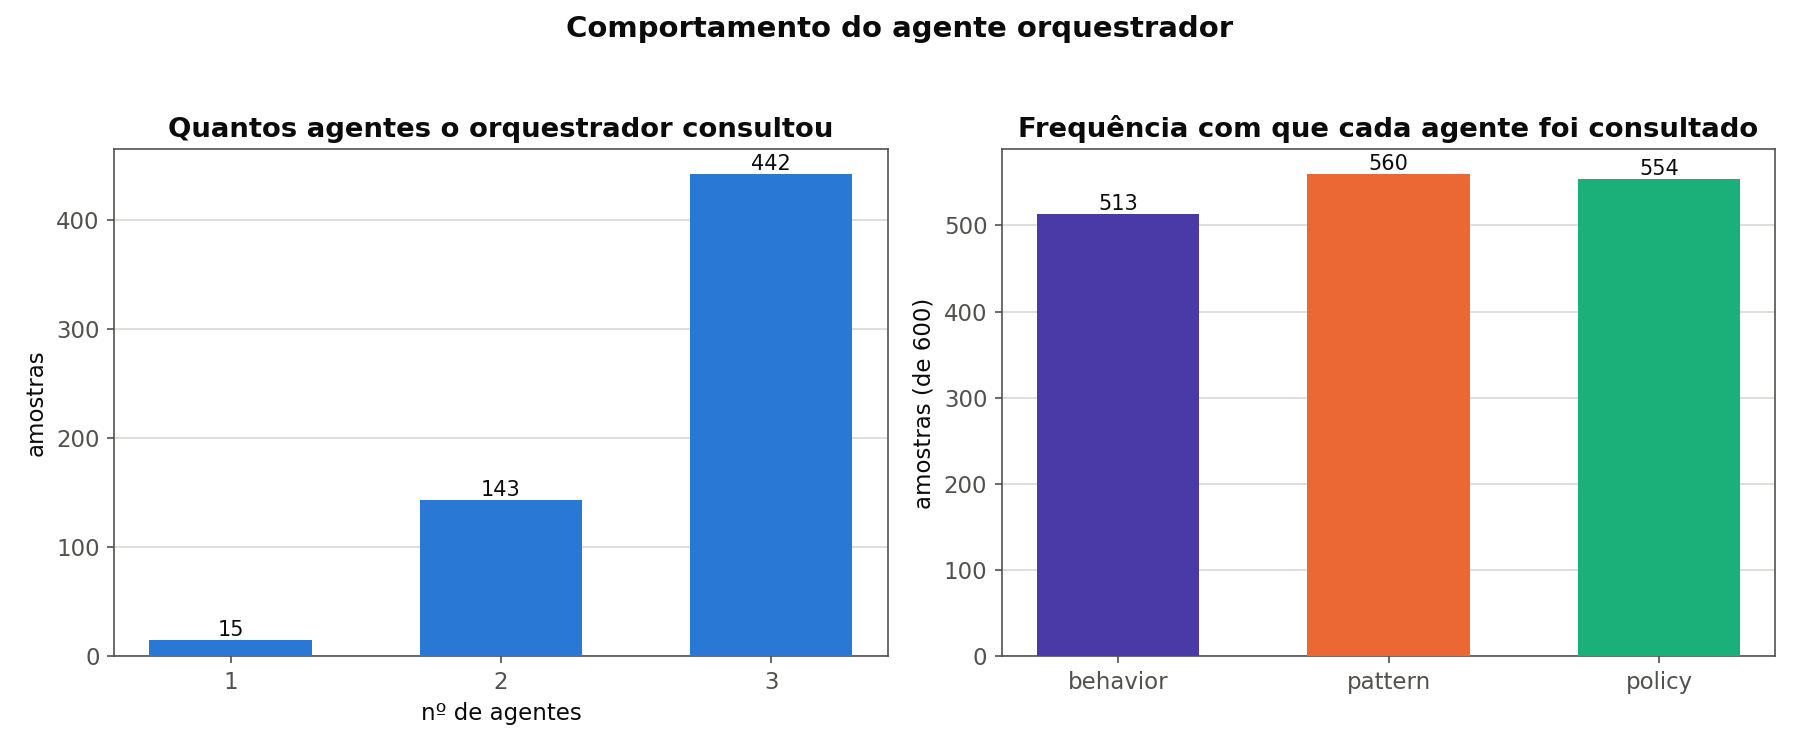 Comportamento do agente orquestrador
Quantos agentes o orquestrador consultou
amostras
400
300
200
100
0
15
143
442
1
2
3
nº de agentes
Frequência com que cada agente foi consultado
amostras (de 600)
500
400
300
200
100
0
513
560
554
behavior
pattern
policy